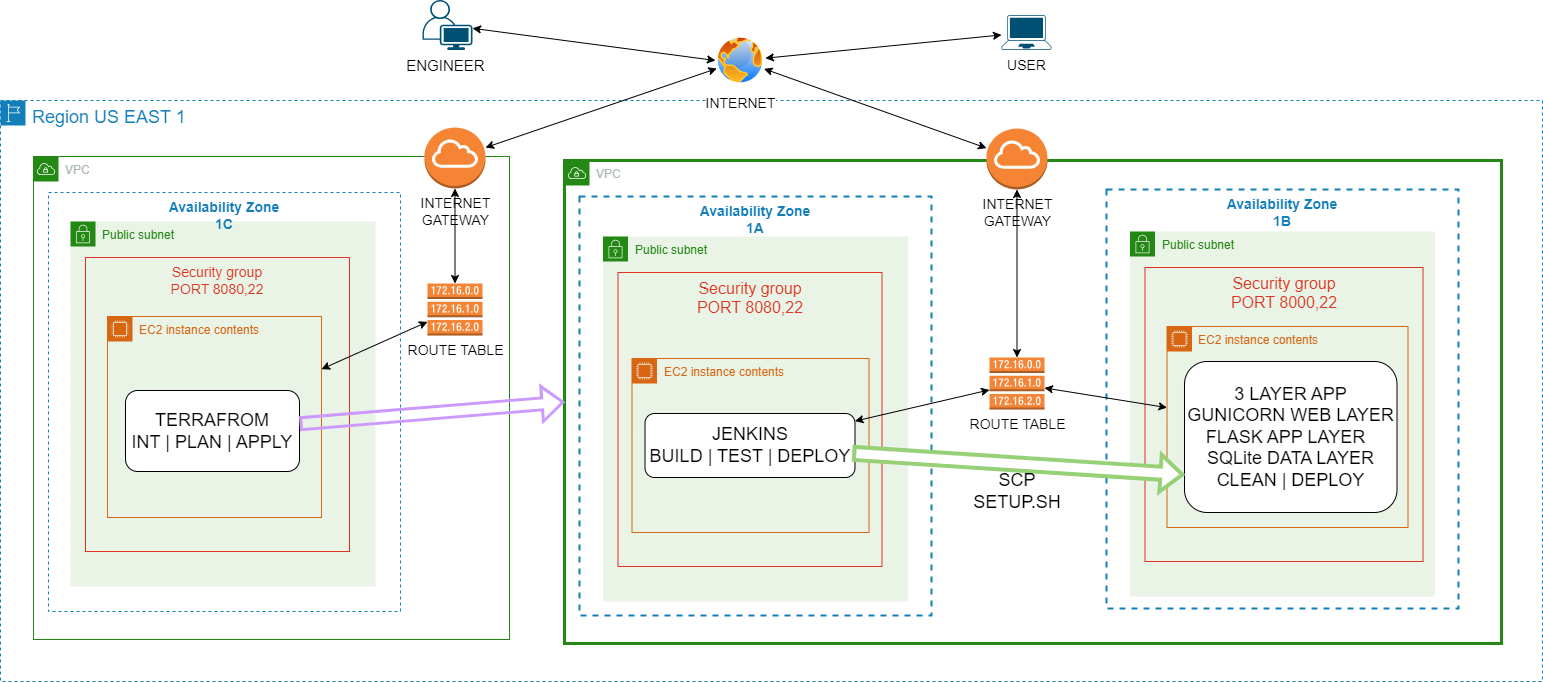 ENGINEER
USER
INTERNET
Region US EAST 1
VPC
INTERNET
GATEWAY
Availability Zone
1C
Public subnet
Security group
PORT 8080,22
EC2 instance contents
TERRAFROM
INT | PLAN | APPLY
172.16.0.0
172.16.1.0
172.16.2.0
ROUTE TABLE
VPC
INTERNET
GATEWAY
Availability Zone
1A
Public subnet
Security group
PORT 8080,22
EC2 instance contents
JENKINS
BUILD | TEST | DEPLOY
172.16.0.0
172.16.1.0
172.16.2.0
ROUTE TABLE
SCP
SETUP.SH
Availability Zone
1B
Public subnet
Security group
PORT 8000,22
EC2 instance contents
3 LAYER APP
GUNICORN WEB LAYER
FLASK APP LAYER
SQLite DATA LAYER
CLEAN | DEPLOY